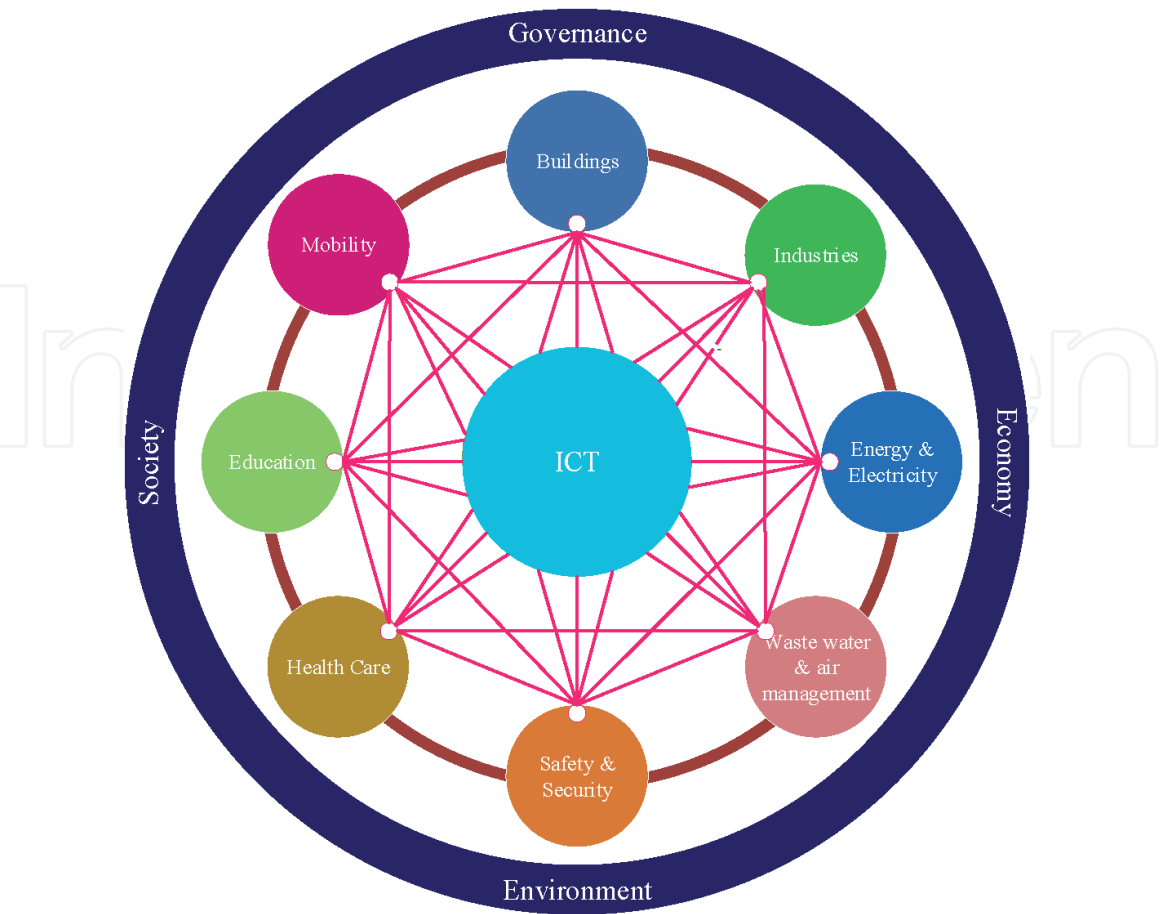 Governance
Buildings
Mobility
Industries
Society
Education
ICT
Energy &
Electricity
Economy
Health Care
Waste water
& air
management
Safety &
Security
Environment